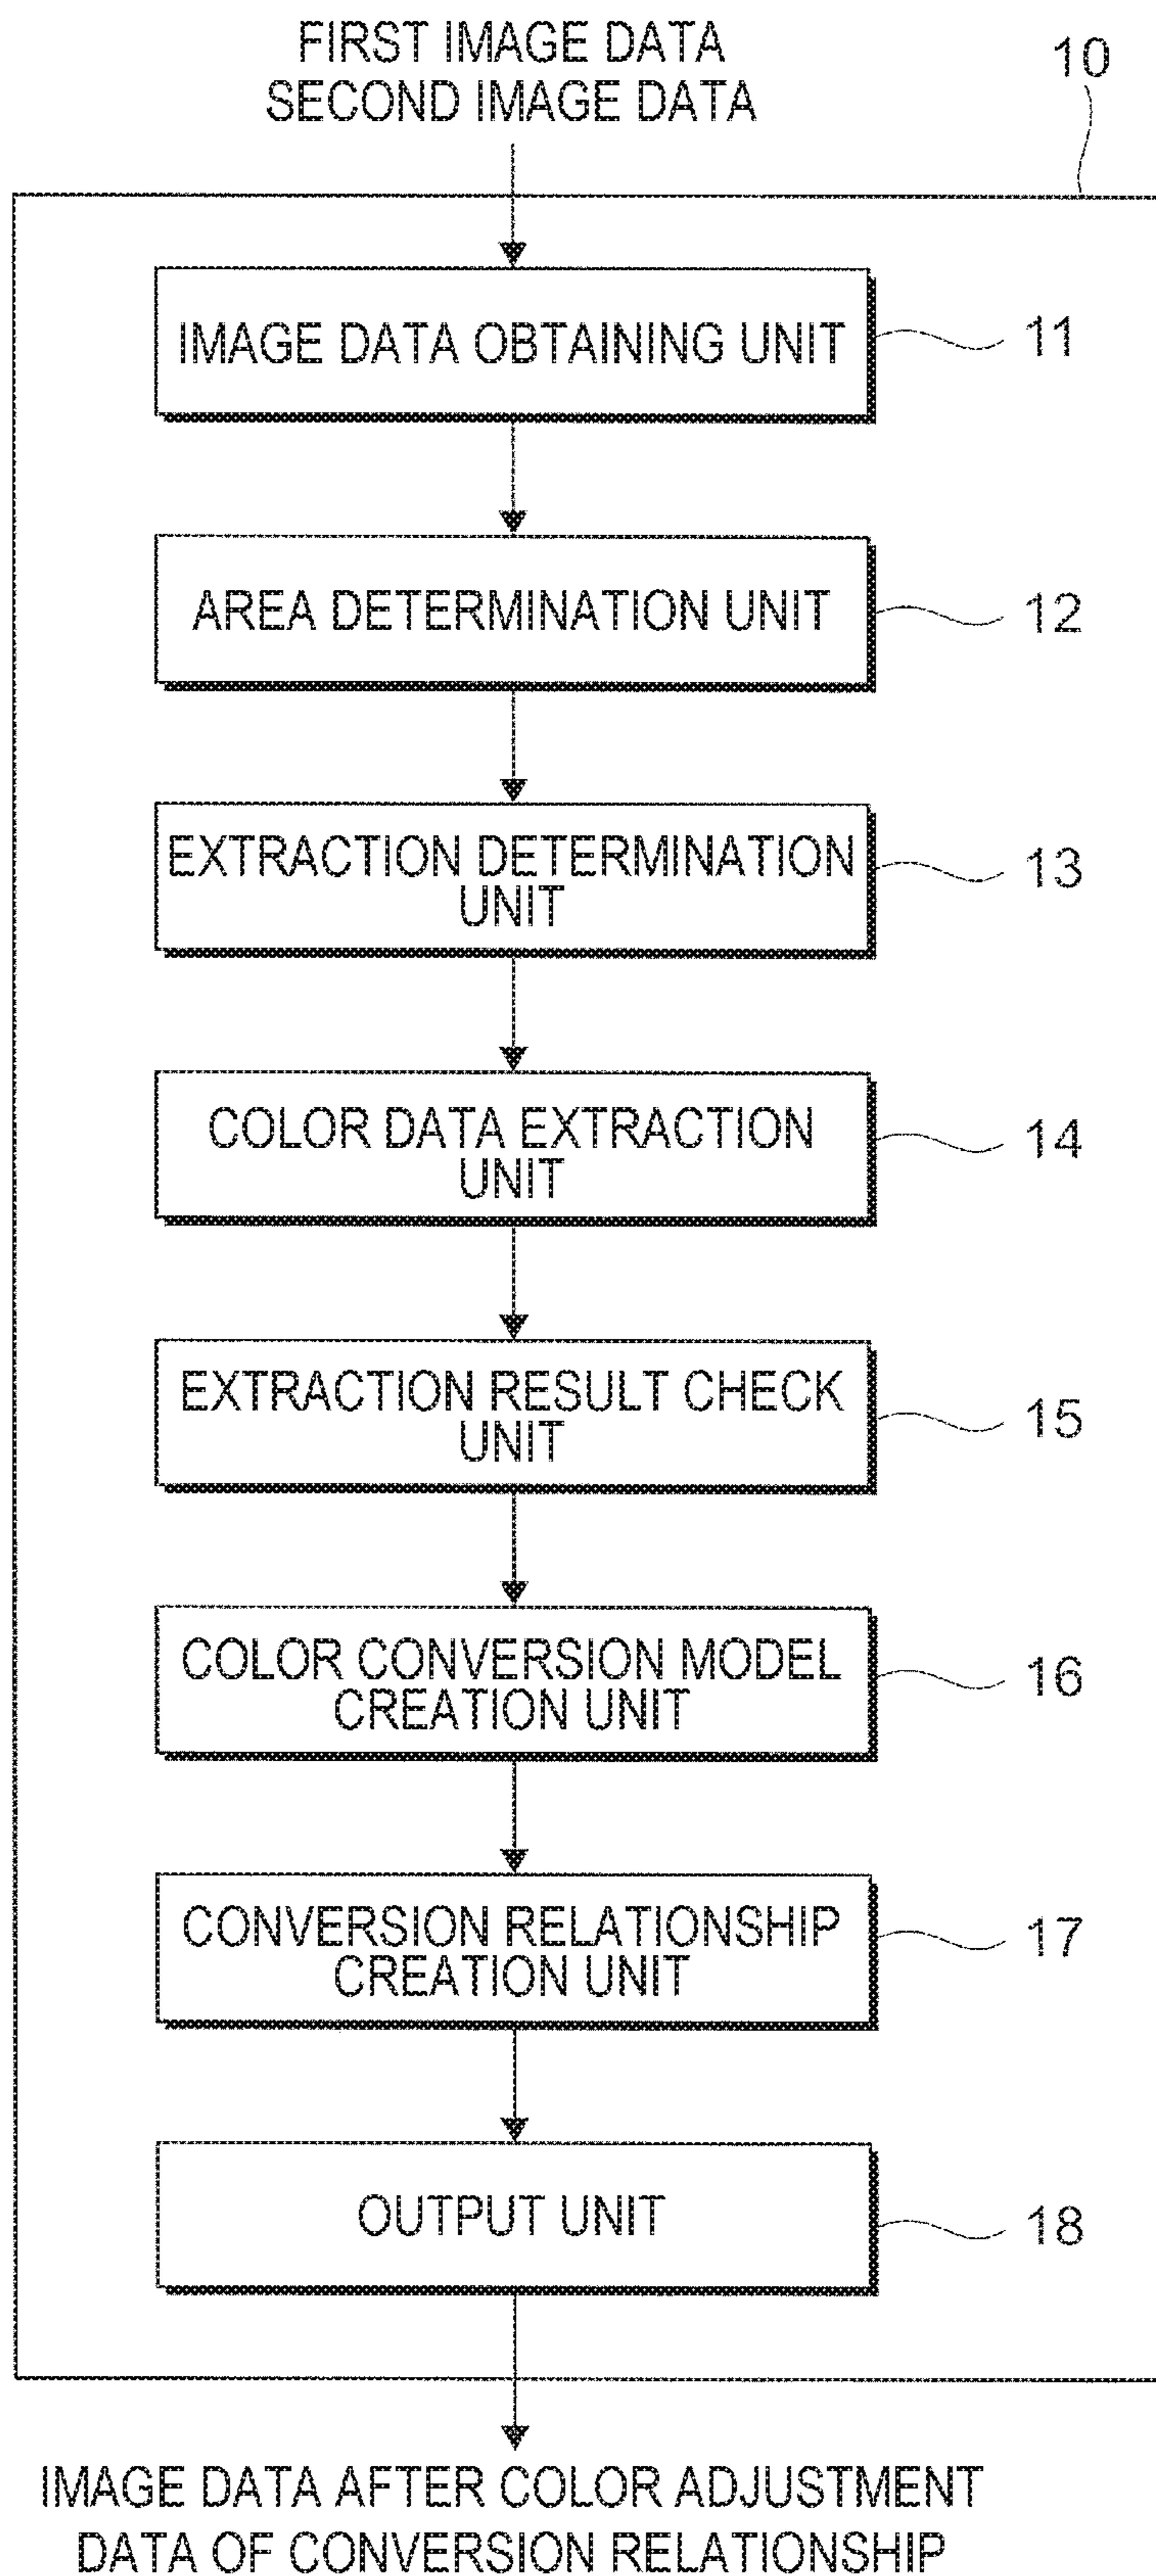 FIRST IMAGE DATA
SECOND IMAGE DATA
10
IMAGE DATA OBTAINING UNIT
11
AREA DETERMINATION UNIT
12
EXTRACTION DETERMINATION
UNIT
13
COLOR DATA EXTRACTION
UNIT
14
EXTRACTION RESULT CHECK
UNIT
15
COLOR CONVERSION MODEL
CREATION UNIT
16
CONVERSION RELATIONSHIP
CREATION UNIT
17
OUTPUT UNIT
18
IMAGE DATA AFTER COLOR ADJUSTMENT
DATA OF CONVERSION RELATIONSHIP